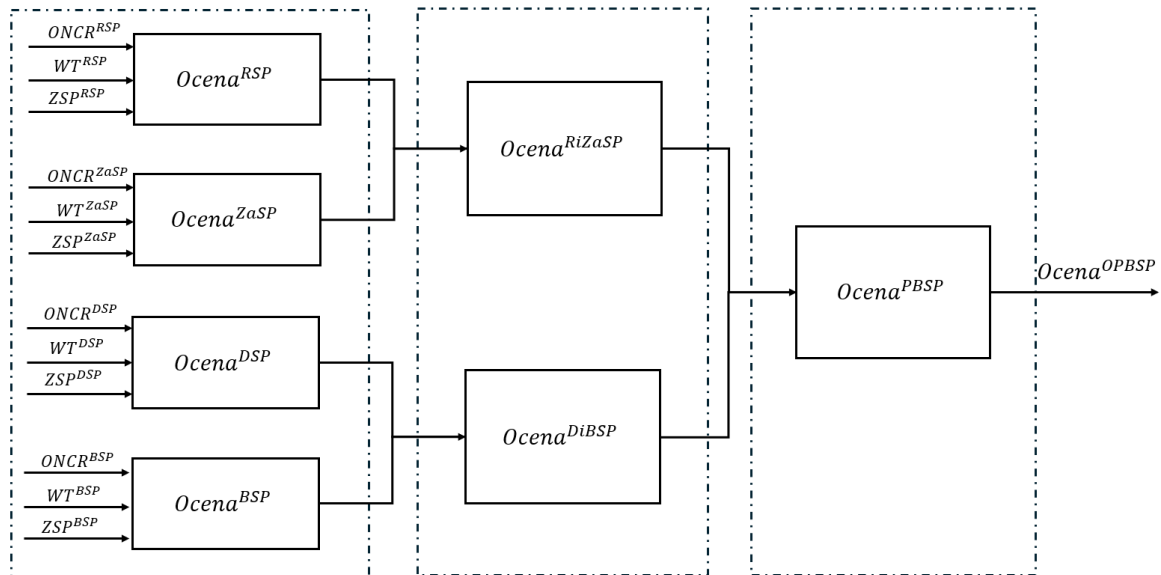 ONCR^RSP
WT^RSP
ZSP^RSP
Ocena^RSP
ONCR^ZaSP
WT^ZaSP
ZSP^ZaSP
Ocena^ZaSP
ONCR^DSP
WT^DSP
ZSP^DSP
Ocena^DSP
ONCR^BSP
WT^BSP
ZSP^BSP
Ocena^BSP
Ocena^RiZaSP
Ocena^DiBSP
Ocena^PBSP
Ocena^OPBSP